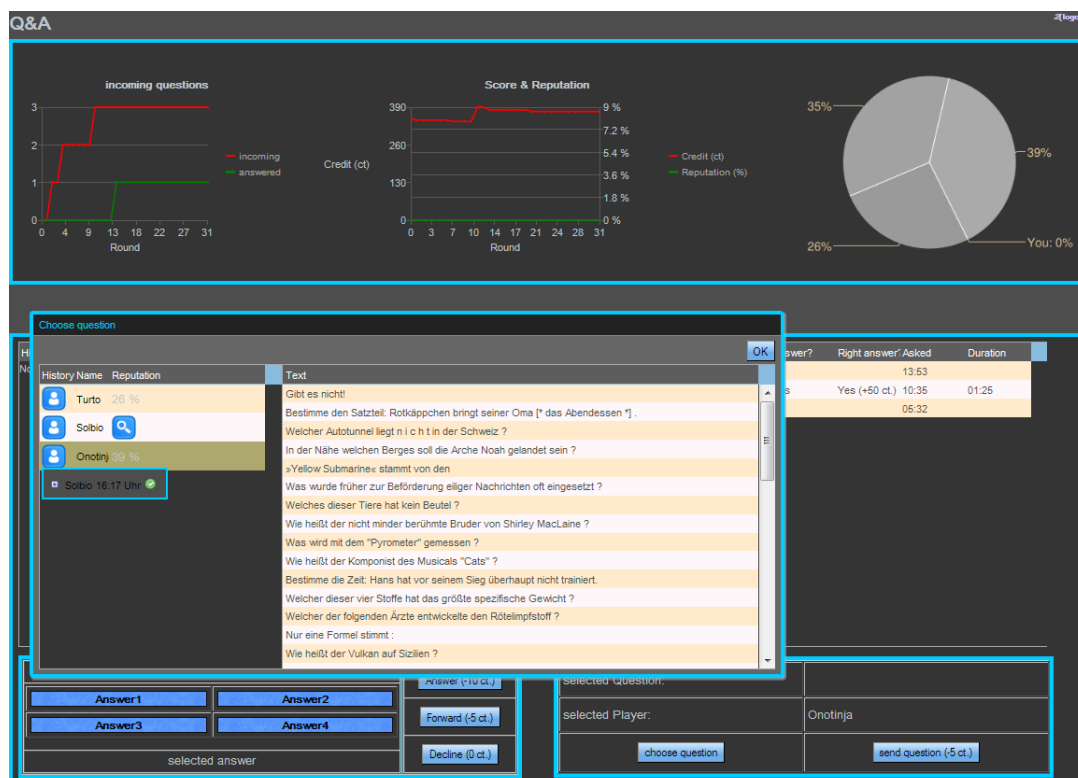 Q&A
logo
incoming questions
3
2
1
0
0 4 9 13 18 22 27 31
Round
incoming
answered
Score & Reputation
390
260
130
0
Credit (ct)
9 %
7.2 %
5.4 %
3.6 %
1.8 %
0 %
0 3 7 10 14 17 21 24 28 31
Round
Credit (ct)
Reputation (%)
35%
39%
26%
You: 0%
Choose question
OK
History Name Reputation
Turto 26 %
Solbio
Onotinj 39 %
Solbio 16:17 Uhr
Text
Gibt es nicht!
Bestimme den Satzteil: Rotkäppchen bringt seiner Oma [* das Abendessen *] .
Welcher Autotunnel liegt n i c h t in der Schweiz ?
In der Nähe welchen Berges soll die Arche Noah gelandet sein ?
»Yellow Submarine« stammt von den
Was wurde früher zur Beförderung eiliger Nachrichten oft eingesetzt ?
Welches dieser Tiere hat kein Beutel ?
Wie heißt der nicht minder berühmte Bruder von Shirley MacLaine ?
Was wird mit dem "Pyrometer" gemessen ?
Wie heißt der Komponist des Musicals "Cats" ?
Bestimme die Zeit: Hans hat vor seinem Sieg überhaupt nicht trainiert.
Welcher dieser vier Stoffe hat das größte spezifische Gewicht ?
Welcher der folgenden Ärzte entwickelte den Rötelimpfstoff ?
Nur eine Formel stimmt :
Wie heißt der Vulkan auf Sizilien ?
swer? Right answer? Asked Duration
13:53
s Yes (+50 ct.) 10:35 01:25
05:32
Answer1 Answer2
Answer3 Answer4
selected answer
Answer (-10 ct.)
Forward (-5 ct.)
Decline (0 ct.)
selected Question:
selected Player: Onotinja
choose question send question (-5 ct.)